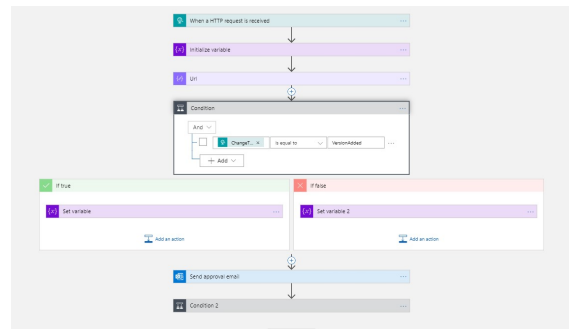 When a HTTP request is received
Initialize variable
Url
Condition
And
ChangeT... × Is equal to VersionAdded
+ Add
If true
If false
Set variable
Set variable 2
Add an action
Add an action
Send approval email
Condition 2